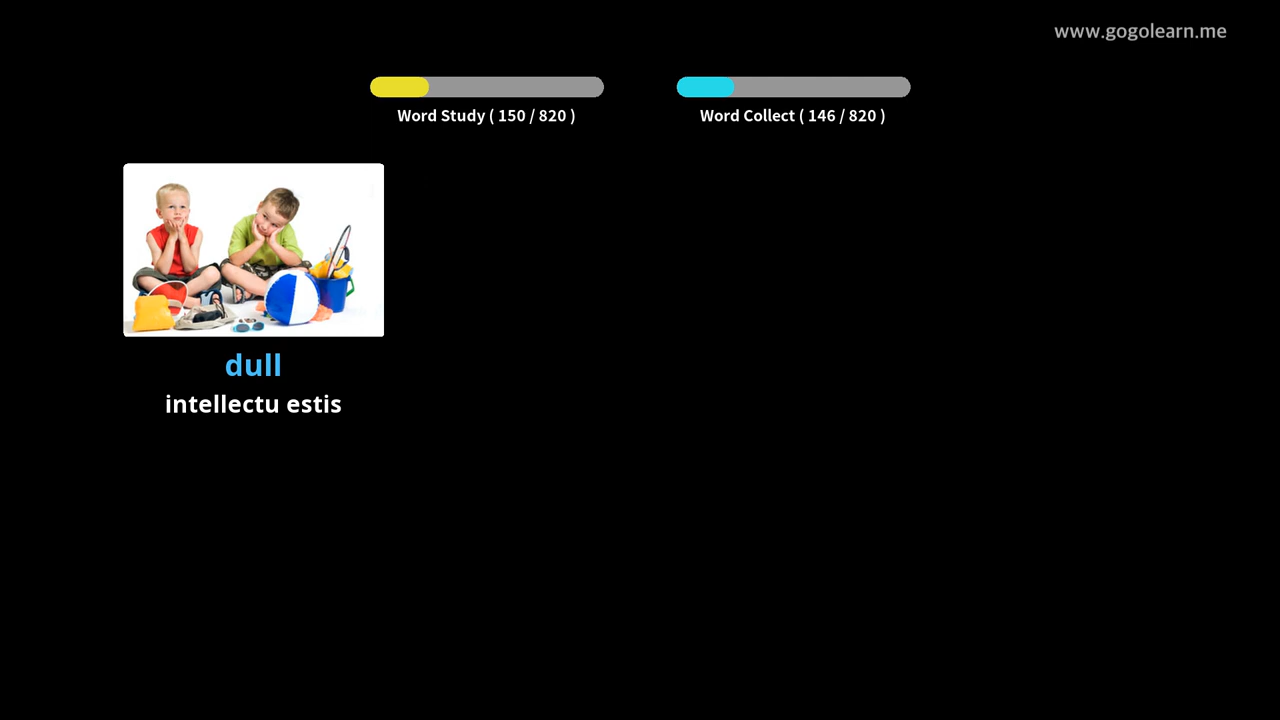 www.gogolearn.me
Word Study ( 150 / 820 )
Word Collect ( 146 / 820 )
dull
intellectu estis